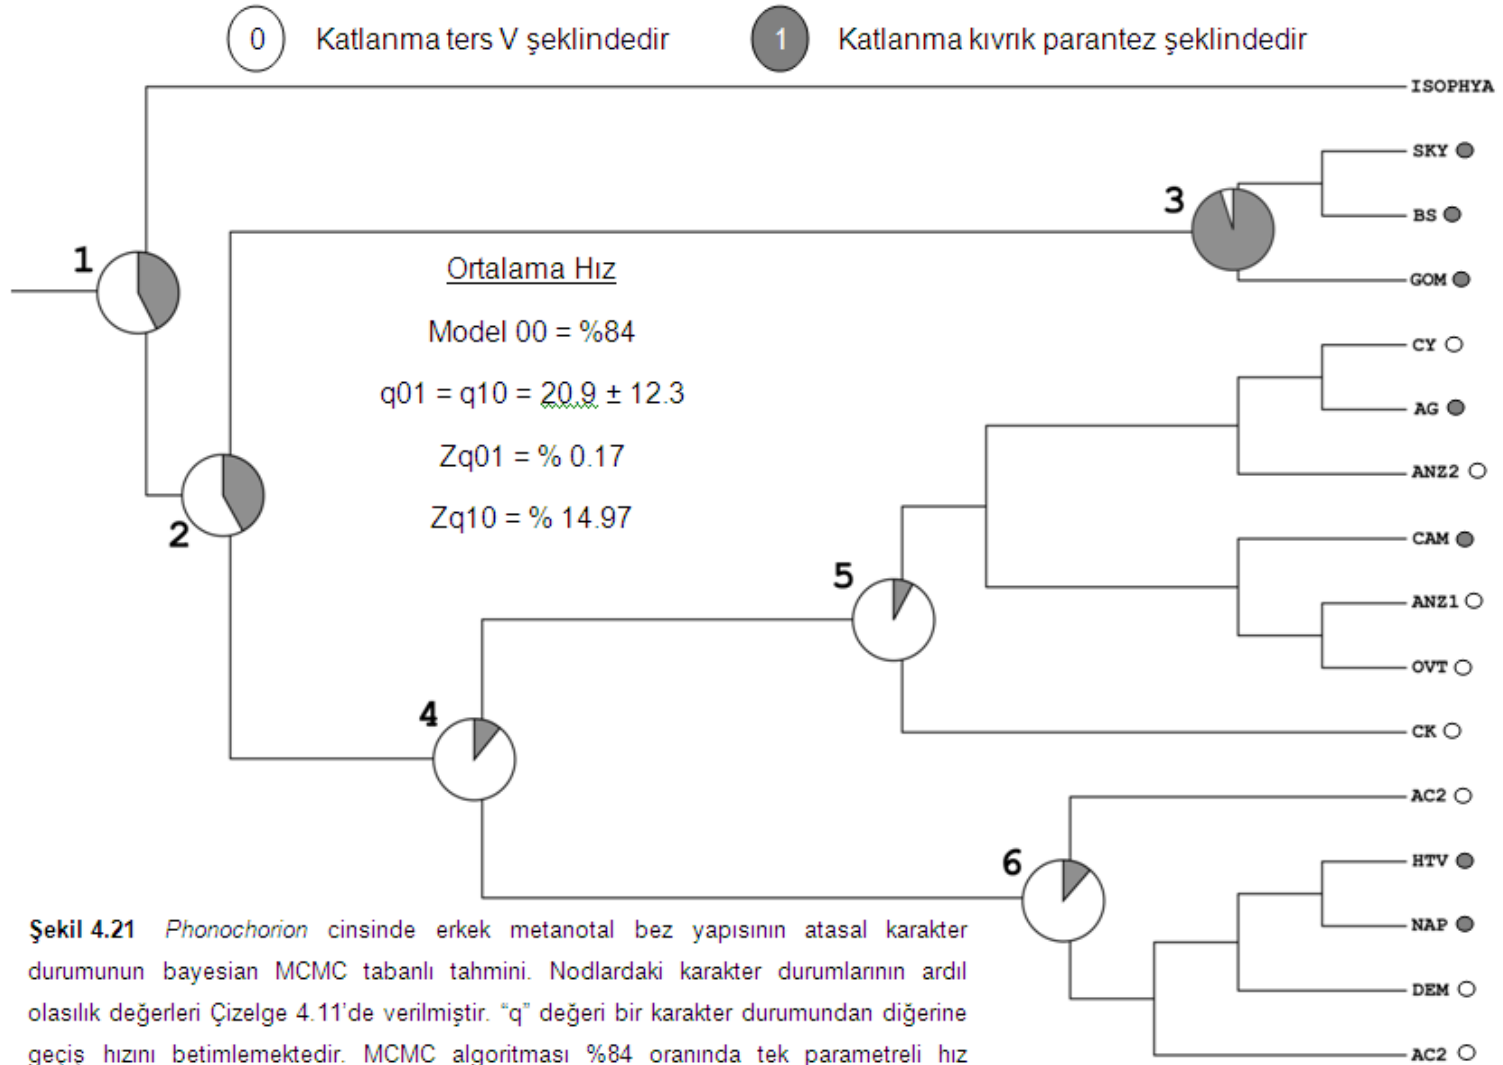 0 Katlanma ters V şeklindedir 1 Katlanma kıvrık parantez şeklindedir
ISOPHYA
SKY
3
BS
1
Ortalama Hız
GOM
Model 00 = %84
CY
q01 = q10 = 20.9 ± 12.3
AG
Zq01 = % 0.17
ANZ2
Zq10 = % 14.97
2
CAM
5
ANZ1
OVT
4
CK
AC2
6
HTV
NAP
Şekil 4.21 Phonochorion cinsinde erkek metanotal bez yapısının atasal karakter
durumunun bayesian MCMC tabanlı tahmini. Nodlardaki karakter durumlarının ardıl
DEM
olasılık değerleri Çizelge 4.11'de verilmiştir. “q” değeri bir karakter durumundan diğerine
geçiş hızını betimlemektedir. MCMC algoritması %84 oranında tek parametreli hız
AC2